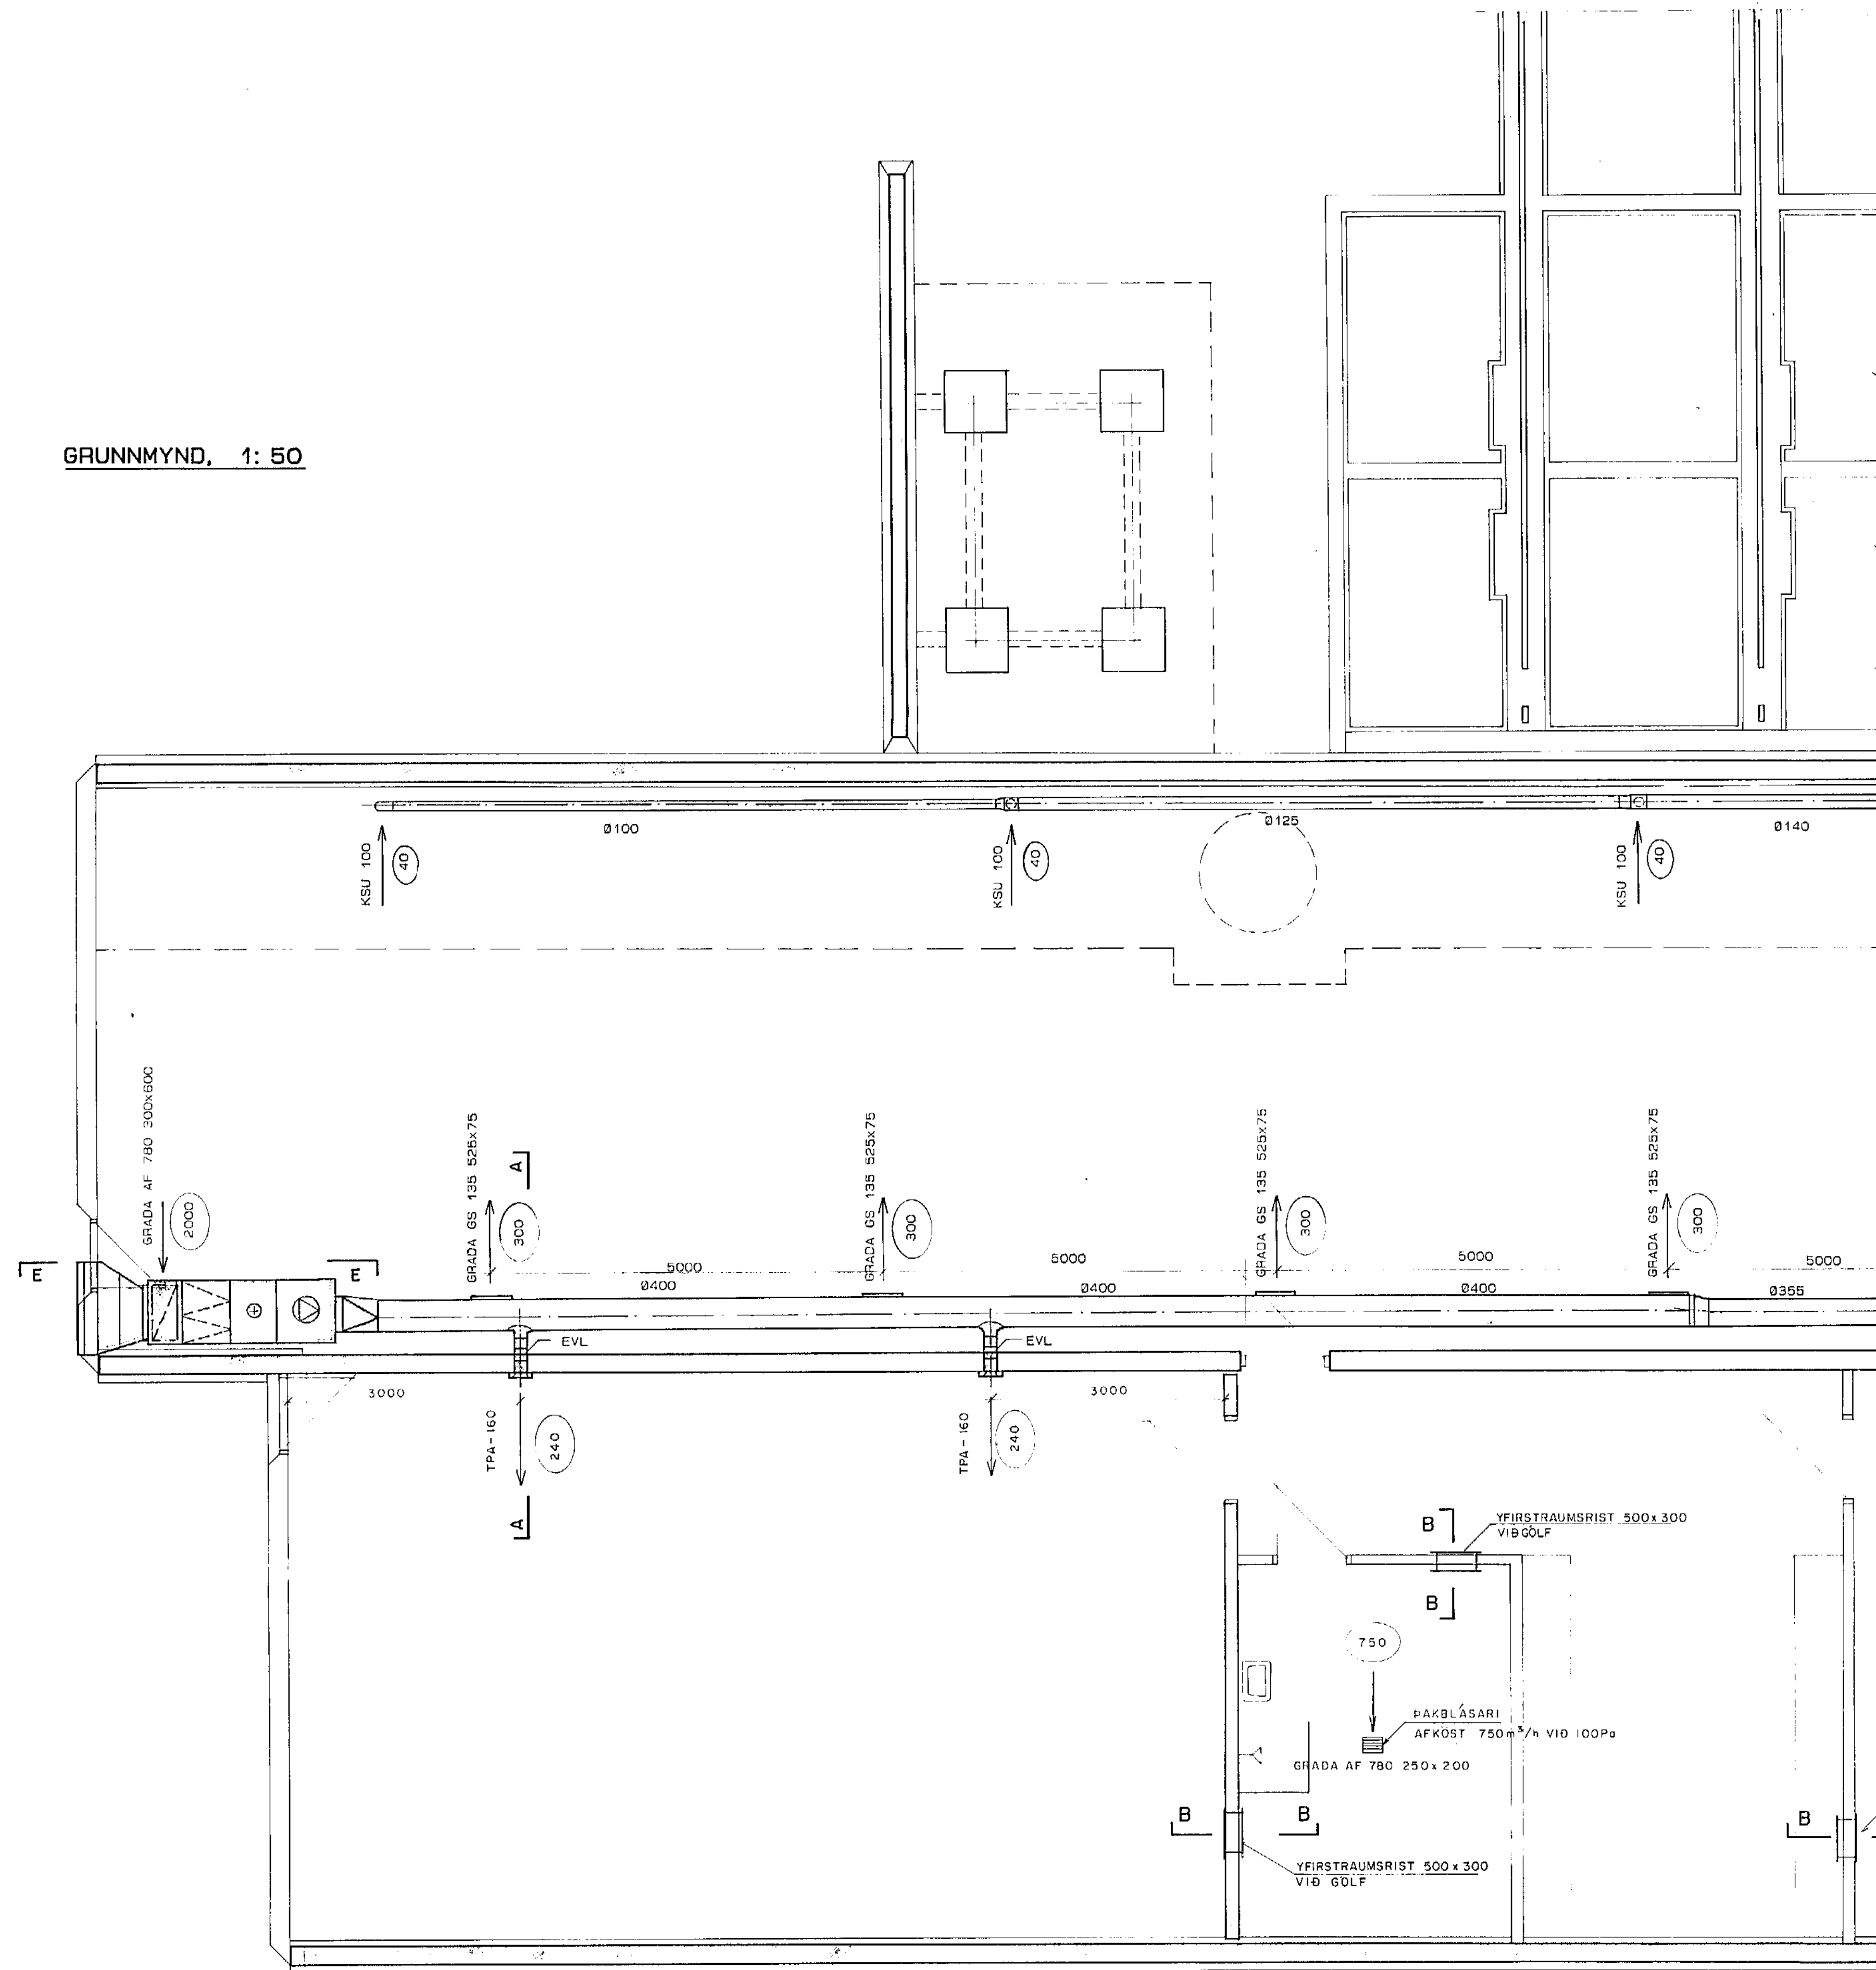 GRUNNMYND, 1: 50
Ø100
Ø125
Ø140
KSU 100
40
KSU 100
40
KSU 100
40
GRADA AF 780 300x600
2000
GRADA GS 135 525x75
300
A
GRADA GS 135 525x75
300
GRADA GS 135 525x75
300
GRADA GS 135 525x75
300
E
E
5000
5000
5000
5000
Ø400
Ø400
Ø400
Ø355
EVL
EVL
3000
3000
TPA-160
240
TPA-160
240
A
B
YFIRSTRAUMSRIST 500x300
VIÐ GÓLF
B
750
ÞAKBLÁSARI
AFKÖST 750m³/h VIÐ 100Pa
GRADA AF 780 250x200
B
B
B
YFIRSTRAUMSRIST 500x300
VIÐ GÓLF